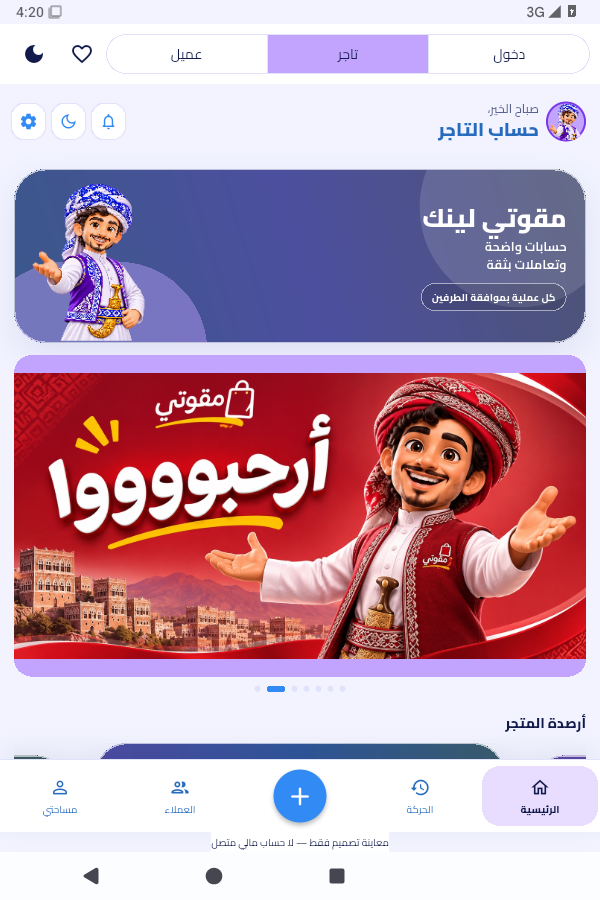 4:20
3G
دخول
تاجر
عميل
صباح الخير،
حساب التاجر
مقوتي لينك
حسابات واضحة
وتعاملات بثقة
كل عملية بموافقة الطرفين
مقوتي
أرحبوووووا
مقوتي
أرصدة المتجر
الرئيسية
الحركة
العملاء
مساحتي
معاينة تصميم فقط — لا حساب مالي متصل